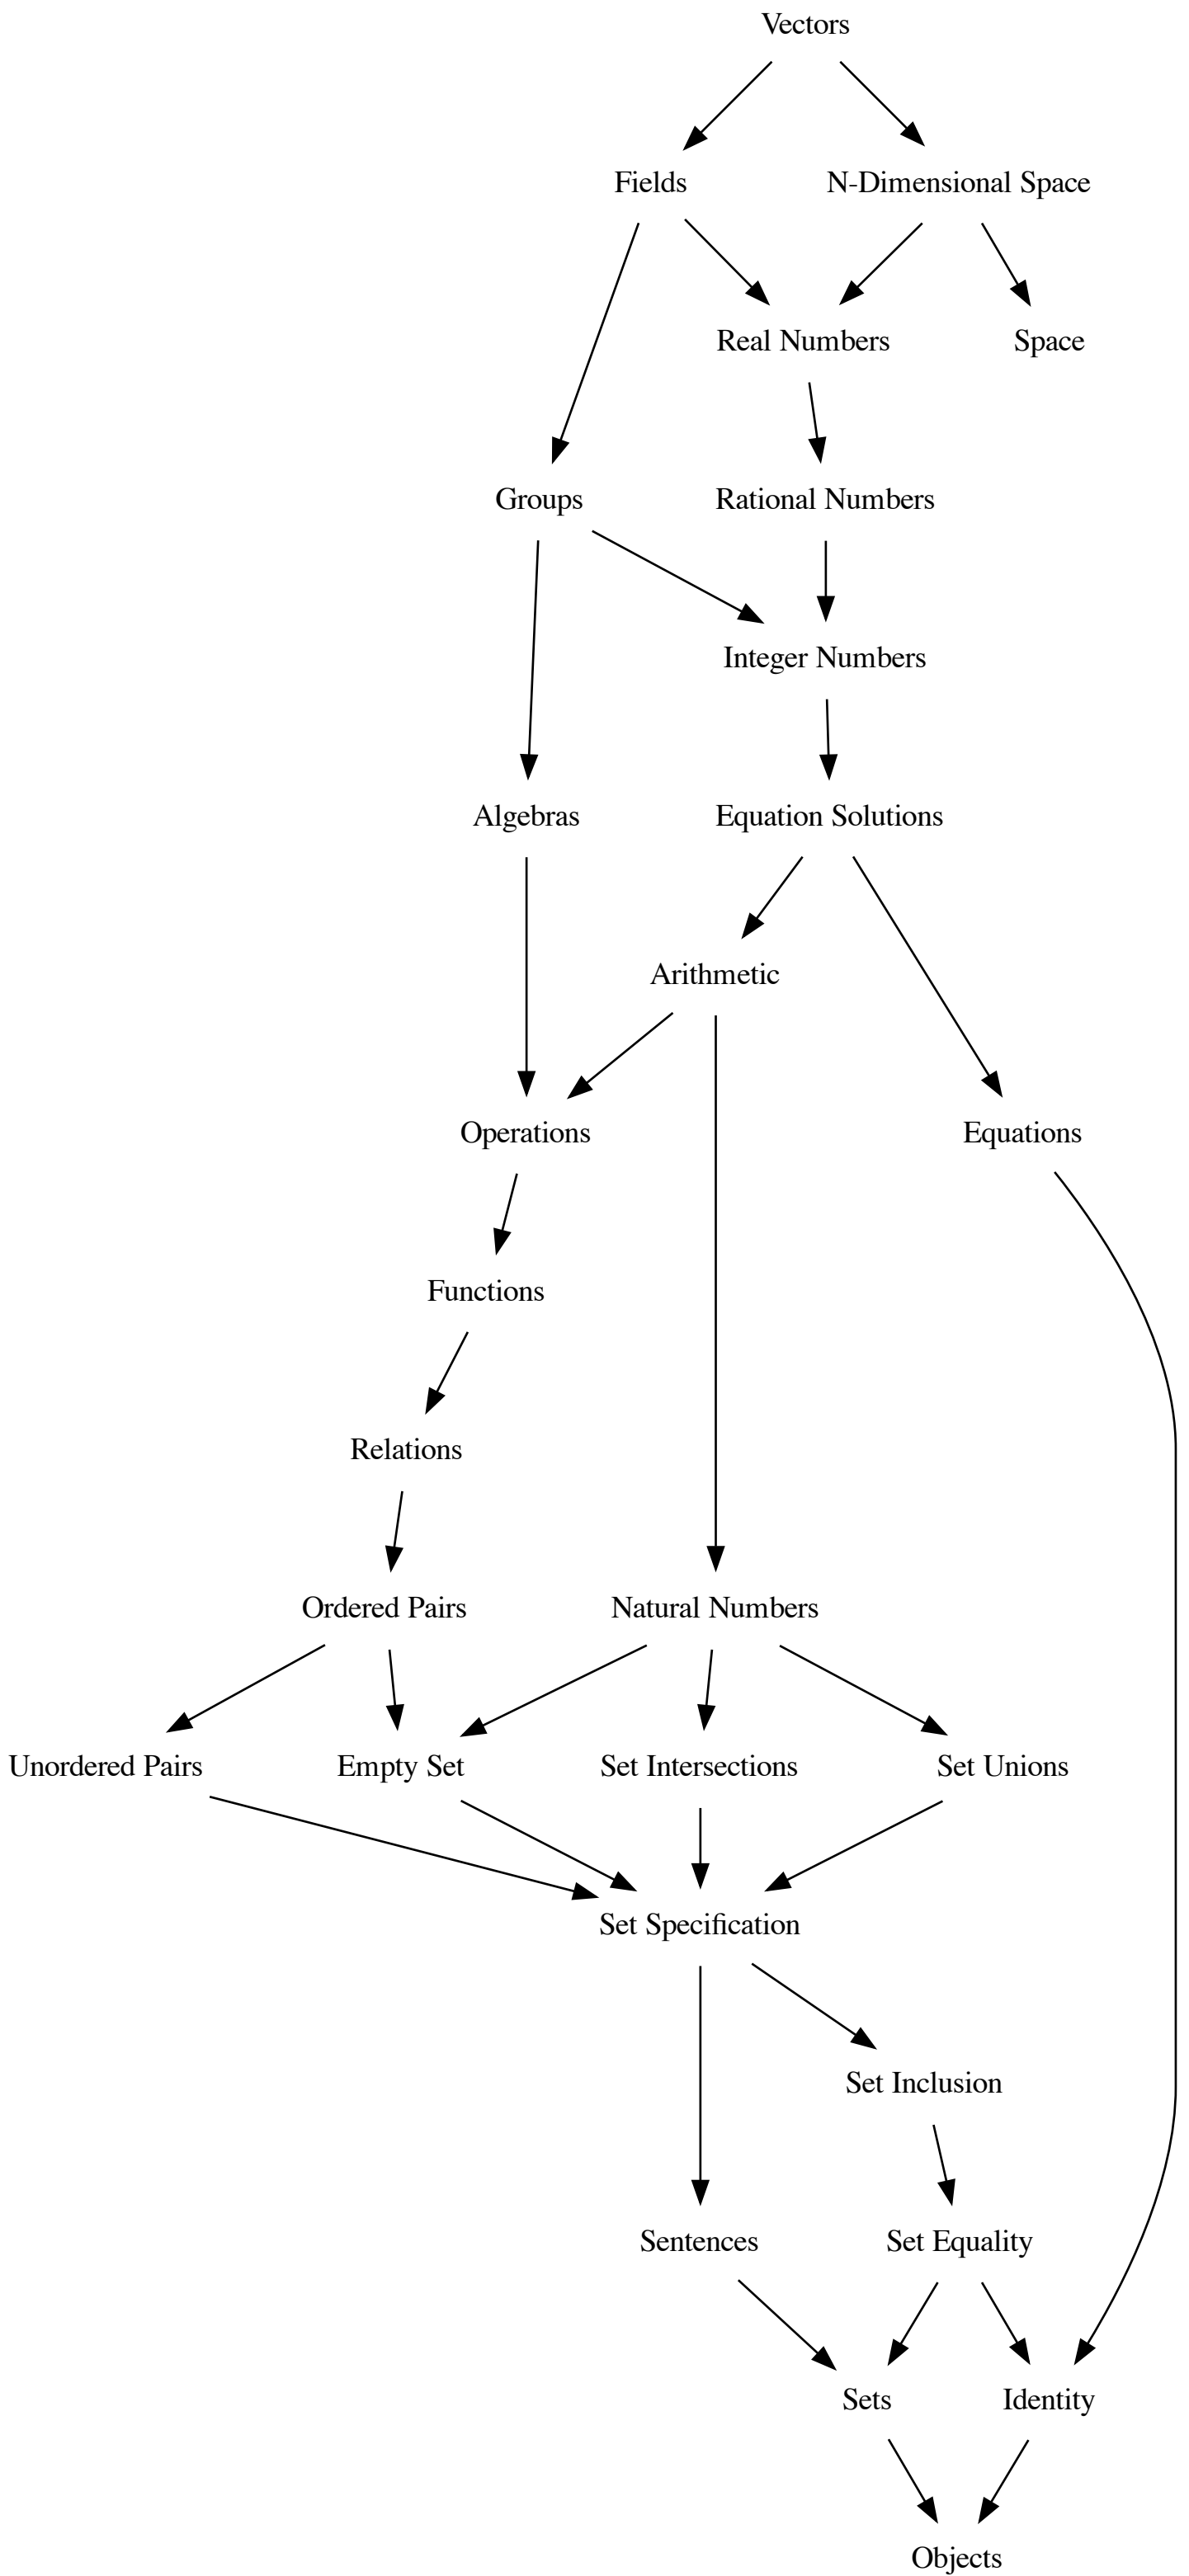 Vectors
Fields
N-Dimensional Space
Real Numbers
Space
Groups
Rational Numbers
Integer Numbers
Algebras
Equation Solutions
Arithmetic
Operations
Equations
Functions
Relations
Ordered Pairs
Natural Numbers
Unordered Pairs
Empty Set
Set Intersections
Set Unions
Set Specification
Set Inclusion
Sentences
Set Equality
Sets
Identity
Objects